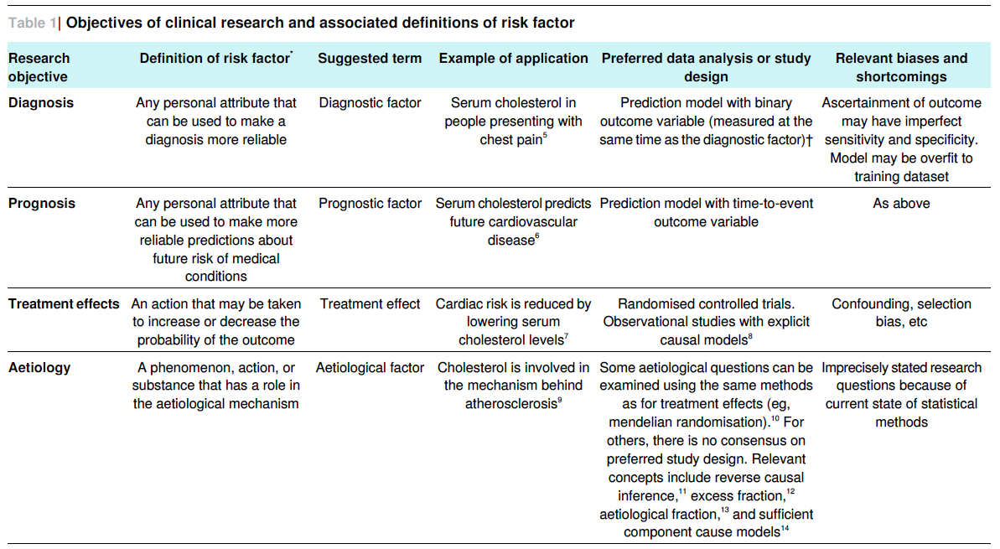 Table 1| Objectives of clinical research and associated definitions of risk factor
Research objective
Definition of risk factor*
Suggested term
Example of application
Preferred data analysis or study design
Relevant biases and shortcomings
Diagnosis
Any personal attribute that
can be used to make a
diagnosis more reliable
Diagnostic factor
Serum cholesterol in
people presenting with
chest pain5
Prediction model with binary
outcome variable (measured at the
same time as the diagnostic factor)†
Ascertainment of outcome
may have imperfect
sensitivity and specificity.
Model may be overfit to
training dataset
Prognosis
Any personal attribute that
can be used to make more
reliable predictions about
future risk of medical
conditions
Prognostic factor
Serum cholesterol predicts
future cardiovascular
disease6
Prediction model with time-to-event
outcome variable
As above
Treatment effects
An action that may be taken
to increase or decrease the
probability of the outcome
Treatment effect
Cardiac risk is reduced by
lowering serum
cholesterol levels7
Randomised controlled trials.
Observational studies with explicit
causal models8
Confounding, selection
bias, etc
Aetiology
A phenomenon, action, or
substance that has a role in
the aetiological mechanism
Aetiological factor
Cholesterol is involved in
the mechanism behind
atherosclerosis9
Some aetiological questions can be
examined using the same methods
as for treatment effects (eg,
mendelian randomisation).10 For
others, there is no consensus on
preferred study design. Relevant
concepts include reverse causal
inference,11 excess fraction,12
aetiological fraction,13 and sufficient
component cause models14
Imprecisely stated research
questions because of
current state of statistical
methods